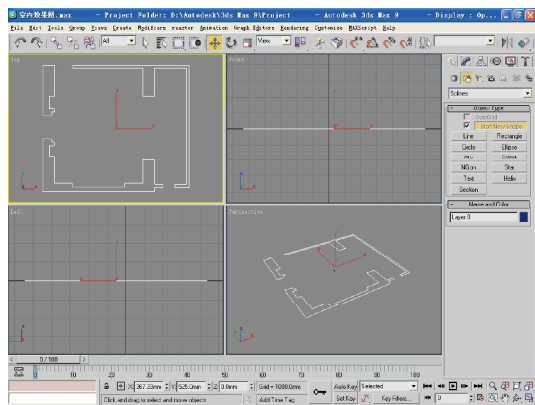 室内效果图.max - Project Folder: D:\Autodesk\3ds Max 9\Project - Autodesk 3ds Max 9 - Display : Op...
File Edit Tools Group Views Create Modifiers reactor Animation Graph Editors Rendering Customize MAXScript Help
All View
Top Front
Splines
Object Type
AutoGrid
Start New Shape
Line Rectangle
Circle Ellipse
Arc Donut
NGon Star
Text Helix
Section
Name and Color
Layer:0
Left Perspective
0 / 100
0 10 20 30 40 50 60 70 80 90 100
X: 367.33mm Y: 525.0mm Z: 0.0mm Grid = 1000.0mm Auto Key Selected
Click and drag to select and move objects Add Time Tag Set Key Key Filters... 0